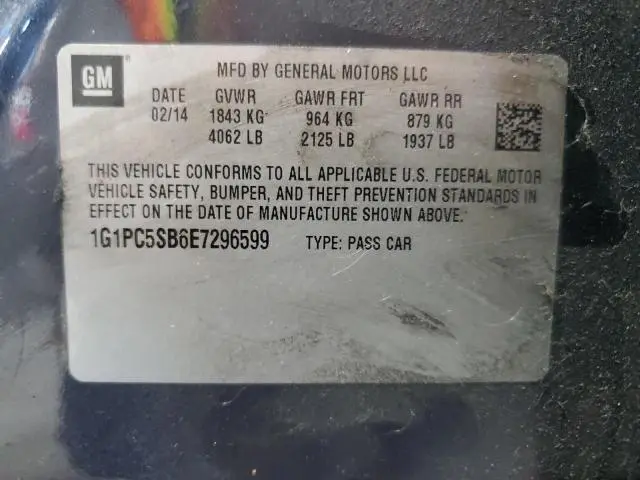 GM
MFD BY GENERAL MOTORS LLC
DATE GVWR GAWR FRT GAWR RR
02/14 1843 KG 964 KG 879 KG
4062 LB 2125 LB 1937 LB
THIS VEHICLE CONFORMS TO ALL APPLICABLE U.S. FEDERAL MOTOR
VEHICLE SAFETY, BUMPER, AND THEFT PREVENTION STANDARDS IN
EFFECT ON THE DATE OF MANUFACTURE SHOWN ABOVE.
1G1PC5SB6E7296599 TYPE: PASS CAR